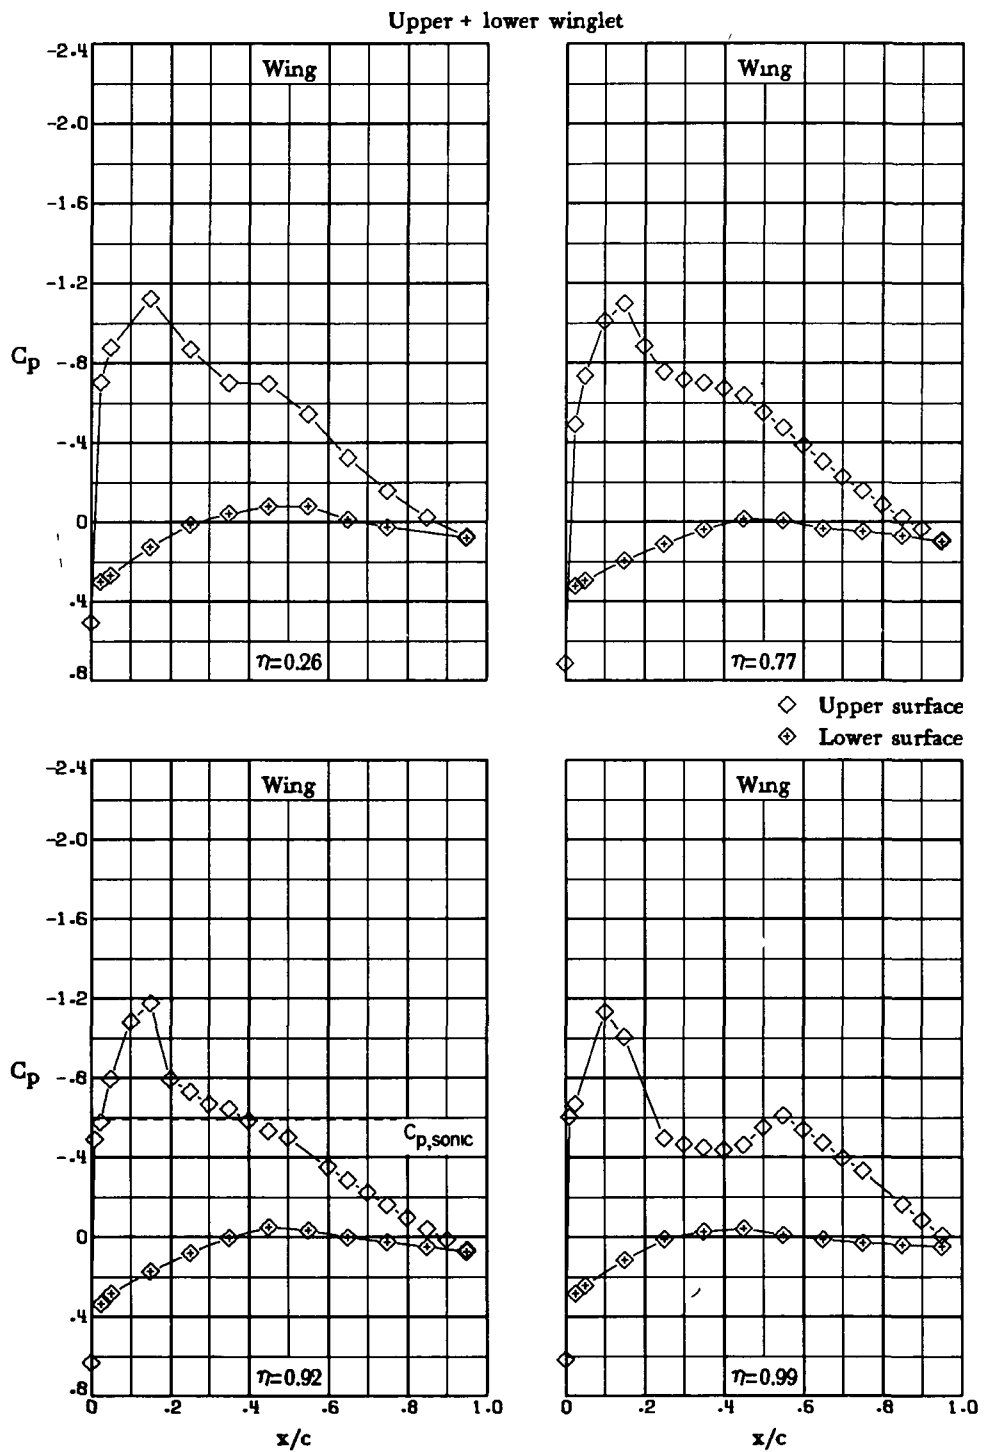 Upper + lower winglet
Wing
Wing
-2.4
-2.0
-1.6
-1.2
-.8
-.4
0
.4
.8
Cp
η=0.26
η=0.77
Upper surface
Lower surface
Wing
Wing
-2.4
-2.0
-1.6
-1.2
-.8
-.4
0
.4
.8
Cp
Cp,sonic
η=0.92
η=0.99
0 .2 .4 .6 .8 1.0
0 .2 .4 .6 .8 1.0
x/c
x/c